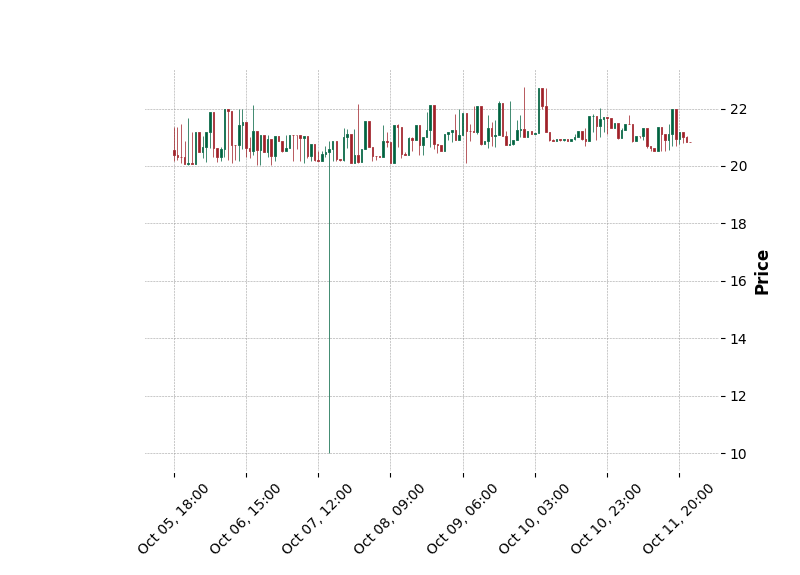 22
20
18
16
14
12
10
Price
Oct 05, 18:00
Oct 06, 15:00
Oct 07, 12:00
Oct 08, 09:00
Oct 09, 06:00
Oct 10, 03:00
Oct 10, 23:00
Oct 11, 20:00